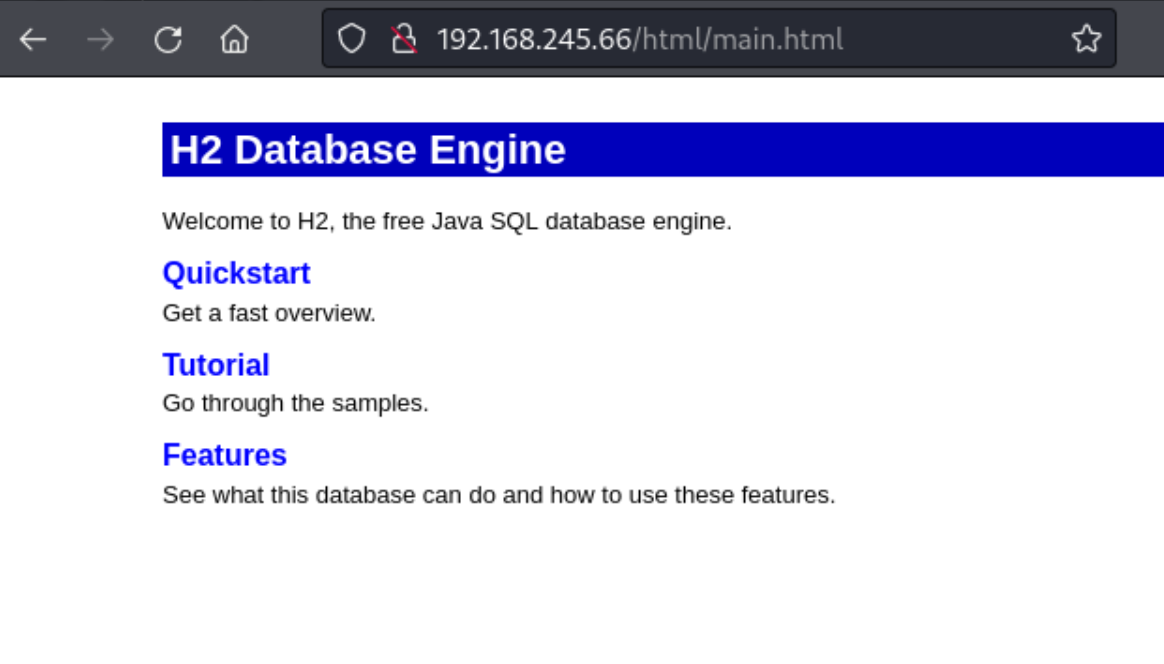 192.168.245.66/html/main.html
H2 Database Engine
Welcome to H2, the free Java SQL database engine.
Quickstart
Get a fast overview.
Tutorial
Go through the samples.
Features
See what this database can do and how to use these features.